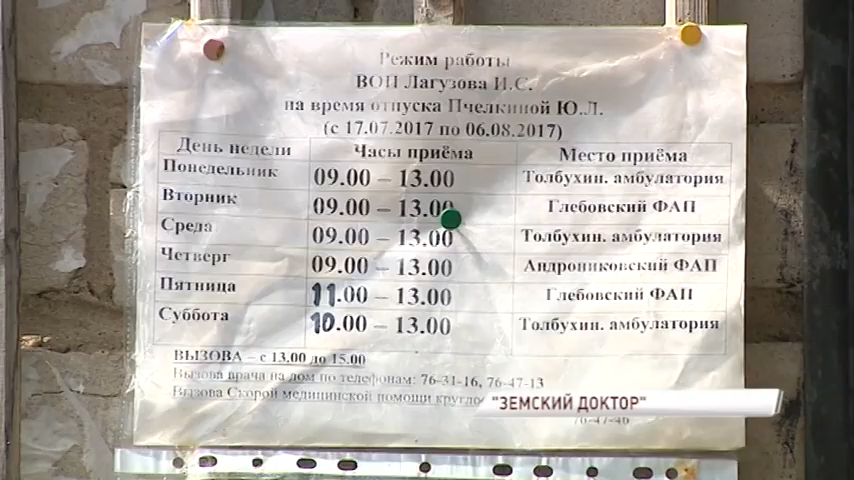 Режим работы
ВОП Лагузова И.С.
на время отпуска Пчелкиной Ю.Л.
(с 17.07.2017 по 06.08.2017)
День недели Часы приёма Место приёма
Понедельник 09.00 – 13.00 Толбухин. амбулатория
Вторник 09.00 – 13.00 Глебовский ФАП
Среда 09.00 – 13.00 Толбухин. амбулатория
Четверг 09.00 – 13.00 Андрониковский ФАП
Пятница 11.00 – 13.00 Глебовский ФАП
Суббота 10.00 – 13.00 Толбухин. амбулатория
ВЫЗОВА – с 13.00 до 15.00
Вызова врача на дом по телефонам: 76-31-16, 76-47-13
Вызова Скорой медицинской помощи
"ЗЕМСКИЙ ДОКТОР"